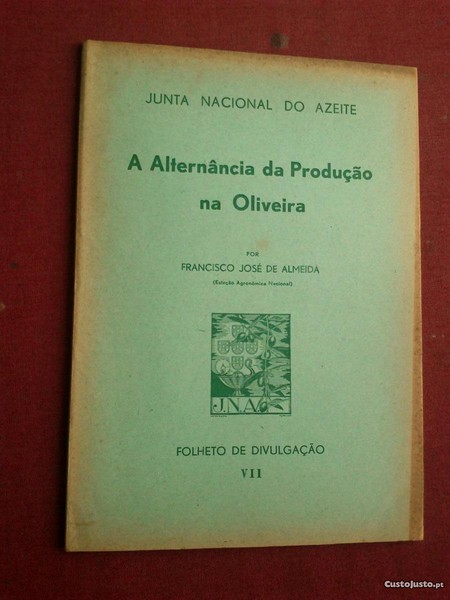 JUNTA NACIONAL DO AZEITE
A Alternância da Produção
na Oliveira
POR
FRANCISCO JOSÉ DE ALMEIDA
(Estação Agronómica Nacional)
J.N.A.
FOLHETO DE DIVULGAÇÃO
VII
CustoJusto.pt